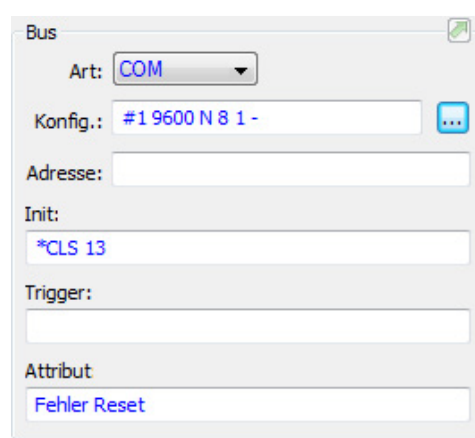 Bus
Art: COM
Konfig.: #1 9600 N 8 1 - ...
Adresse:
Init:
*CLS 13
Trigger:
Attribut
Fehler Reset